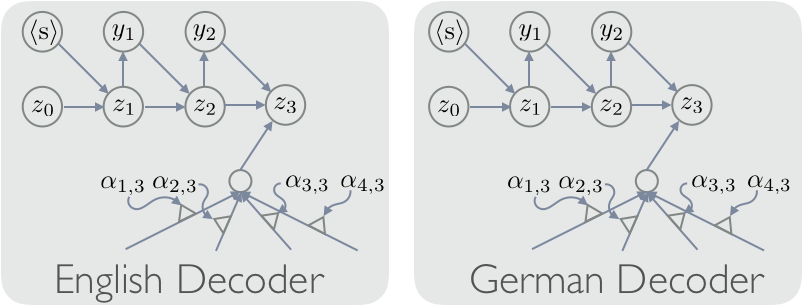 ⟨s⟩ y₁ y₂
z₀ z₁ z₂ z₃
α₁,₃ α₂,₃ α₃,₃ α₄,₃
English Decoder
⟨s⟩ y₁ y₂
z₀ z₁ z₂ z₃
α₁,₃ α₂,₃ α₃,₃ α₄,₃
German Decoder